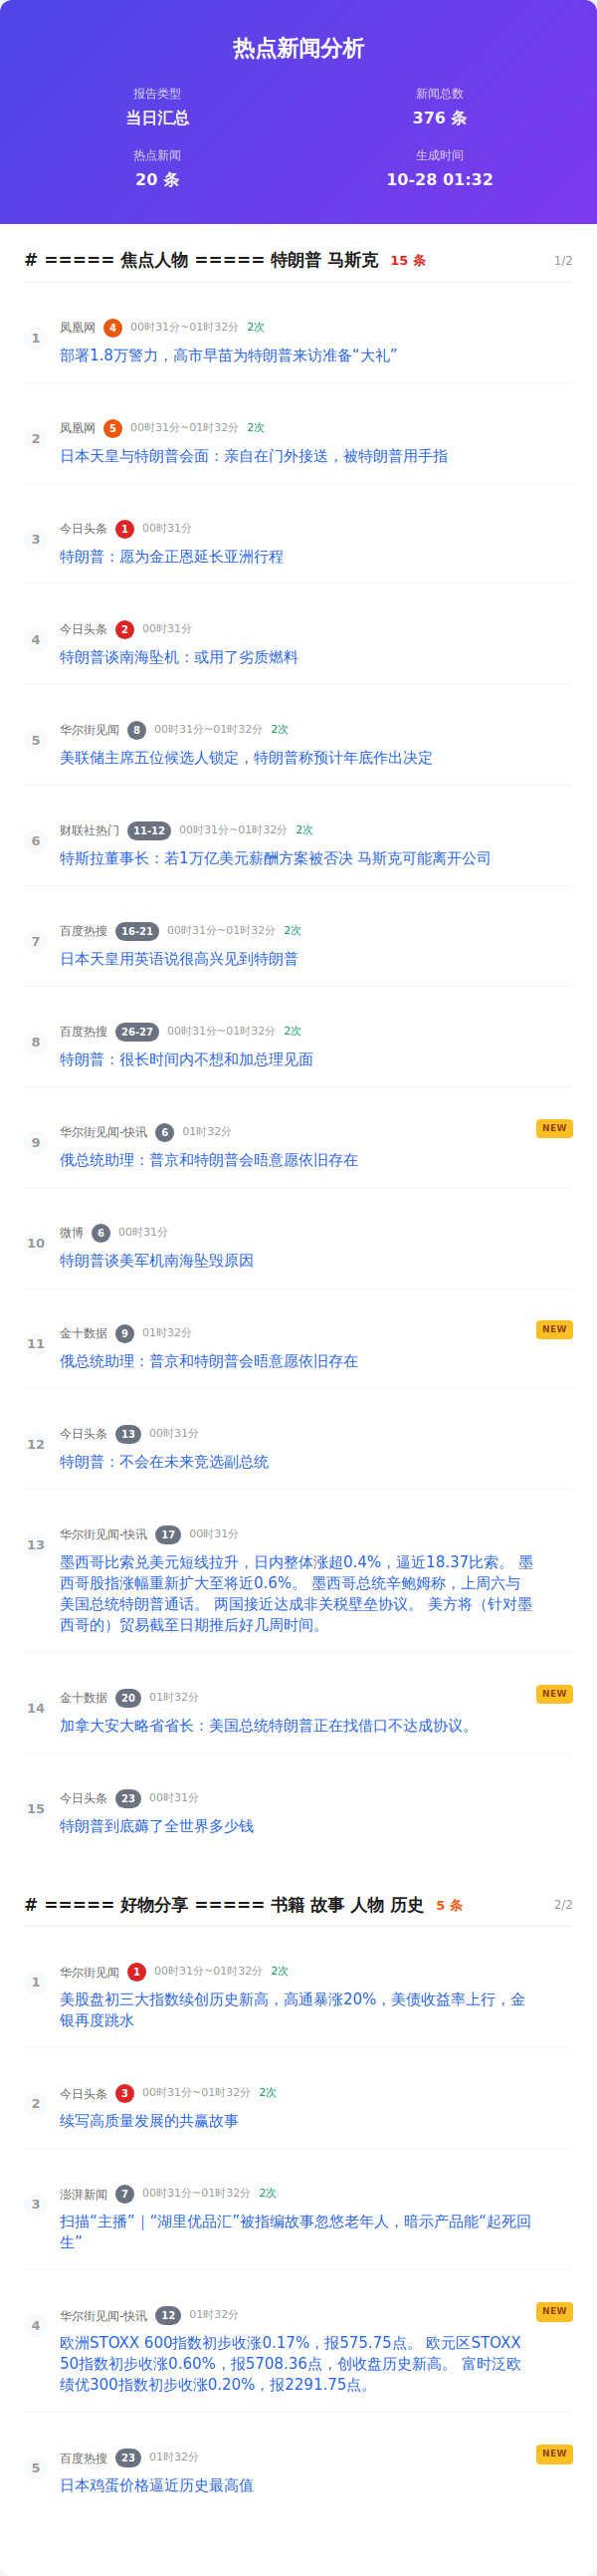 热点新闻分析
报告类型
当日汇总
新闻总数
376 条
热点新闻
20 条
生成时间
10-28 01:32
# ===== 焦点人物 ===== 特朗普 马斯克 15 条 1/2
1
凤凰网 4 00时31分~01时32分 2次
部署1.8万警力，高市早苗为特朗普来访准备“大礼”
2
凤凰网 5 00时31分~01时32分 2次
日本天皇与特朗普会面：亲自在门外接送，被特朗普用手指
3
今日头条 1 00时31分
特朗普：愿为金正恩延长亚洲行程
4
今日头条 2 00时31分
特朗普谈南海坠机：或用了劣质燃料
5
华尔街见闻 8 00时31分~01时32分 2次
美联储主席五位候选人锁定，特朗普称预计年底作出决定
6
财联社热门 11-12 00时31分~01时32分 2次
特斯拉董事长：若1万亿美元薪酬方案被否决 马斯克可能离开公司
7
百度热搜 16-21 00时31分~01时32分 2次
日本天皇用英语说很高兴见到特朗普
8
百度热搜 26-27 00时31分~01时32分 2次
特朗普：很长时间内不想和加总理见面
9
华尔街见闻-快讯 6 01时32分 NEW
俄总统助理：普京和特朗普会晤意愿依旧存在
10
微博 6 00时31分
特朗普谈美军机南海坠毁原因
11
金十数据 9 01时32分 NEW
俄总统助理：普京和特朗普会晤意愿依旧存在
12
今日头条 13 00时31分
特朗普：不会在未来竞选副总统
13
华尔街见闻-快讯 17 00时31分
墨西哥比索兑美元短线拉升，日内整体涨超0.4%，逼近18.37比索。 墨
西哥股指涨幅重新扩大至将近0.6%。 墨西哥总统辛鲍姆称，上周六与
美国总统特朗普通话。 两国接近达成非关税壁垒协议。 美方将（针对墨
西哥的）贸易截至日期推后好几周时间。
14
金十数据 20 01时32分 NEW
加拿大安大略省省长：美国总统特朗普正在找借口不达成协议。
15
今日头条 23 00时31分
特朗普到底薅了全世界多少钱
# ===== 好物分享 ===== 书籍 故事 人物 历史 5 条 2/2
1
华尔街见闻 1 00时31分~01时32分 2次
美股盘初三大指数续创历史新高，高通暴涨20%，美债收益率上行，金
银再度跳水
2
今日头条 3 00时31分~01时32分 2次
续写高质量发展的共赢故事
3
澎湃新闻 7 00时31分~01时32分 2次
扫描“主播”｜“湖里优品汇”被指编故事忽悠老年人，暗示产品能“起死回
生”
4
华尔街见闻-快讯 12 01时32分 NEW
欧洲STOXX 600指数初步收涨0.17%，报575.75点。 欧元区STOXX
50指数初步收涨0.60%，报5708.36点，创收盘历史新高。 富时泛欧
绩优300指数初步收涨0.20%，报2291.75点。
5
百度热搜 23 01时32分 NEW
日本鸡蛋价格逼近历史最高值